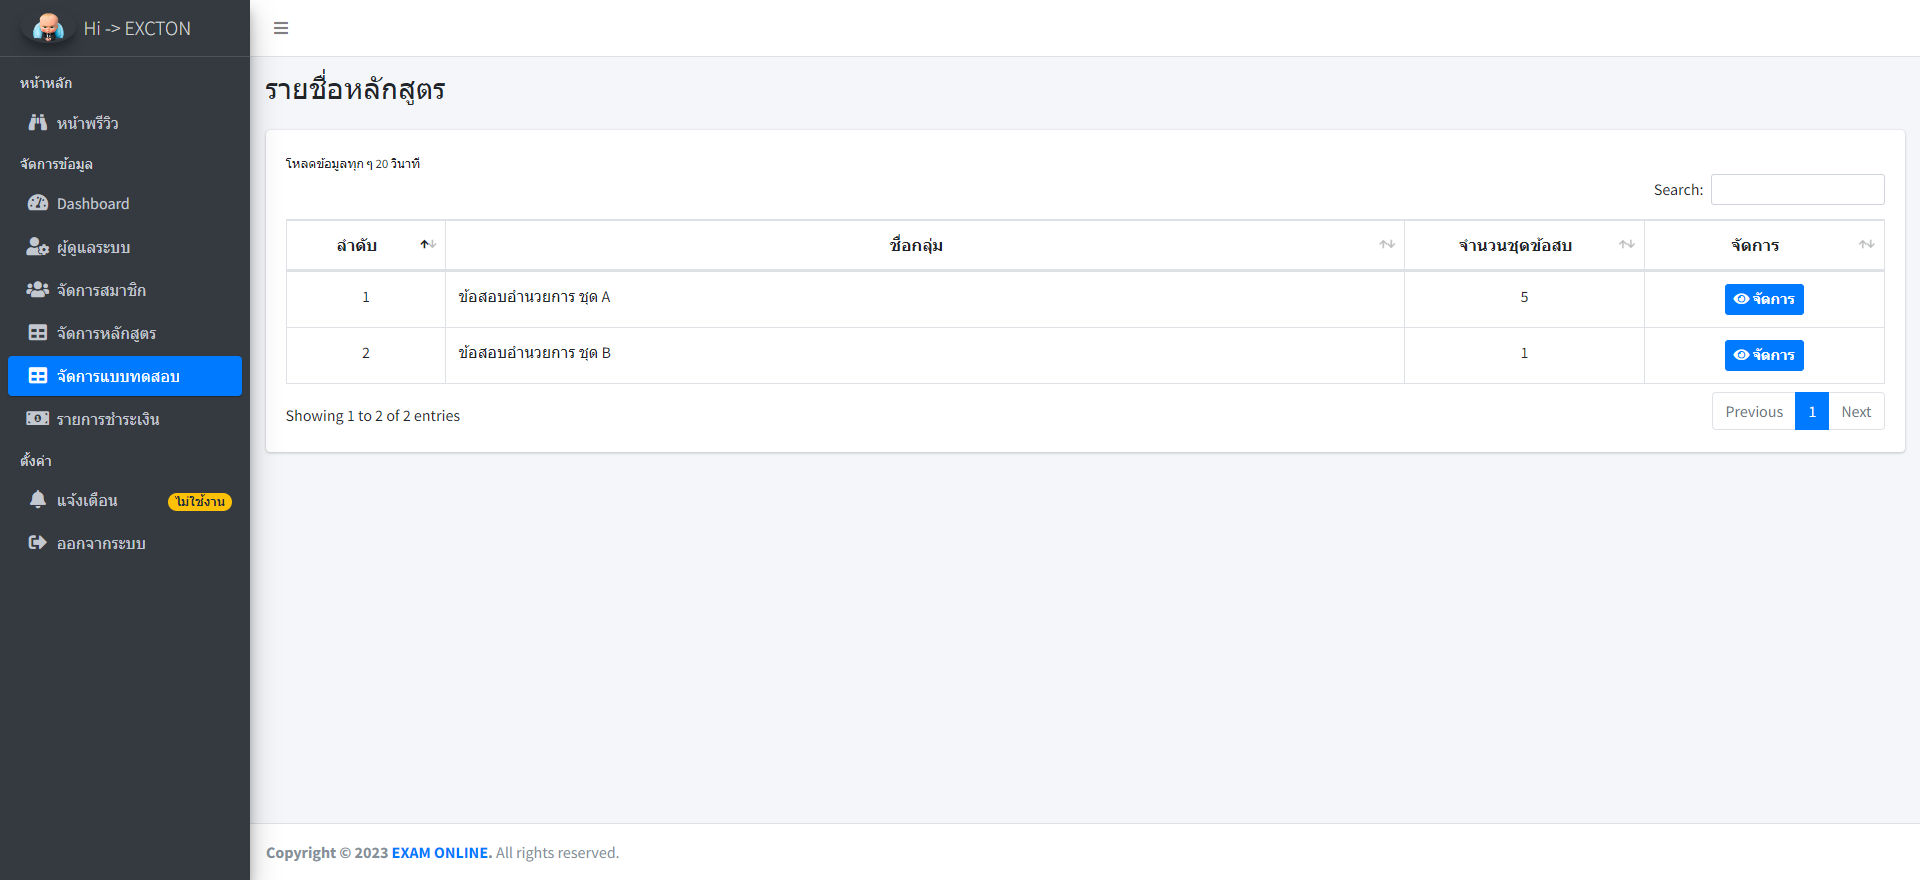 Hi -> EXCTON
หน้าหลัก
หน้าพรีวิว
จัดการข้อมูล
Dashboard
ผู้ดูแลระบบ
จัดการสมาชิก
จัดการหลักสูตร
จัดการแบบทดสอบ
รายการชำระเงิน
ตั้งค่า
แจ้งเตือน ไม่ใช้งาน
ออกจากระบบ
รายชื่อหลักสูตร
โหลดข้อมูลทุก ๆ 20 วินาที
Search:
ลำดับ ชื่อกลุ่ม จำนวนชุดข้อสบ จัดการ
1 ข้อสอบอำนวยการ ชุด A 5 จัดการ
2 ข้อสอบอำนวยการ ชุด B 1 จัดการ
Showing 1 to 2 of 2 entries Previous 1 Next
Copyright © 2023 EXAM ONLINE. All rights reserved.